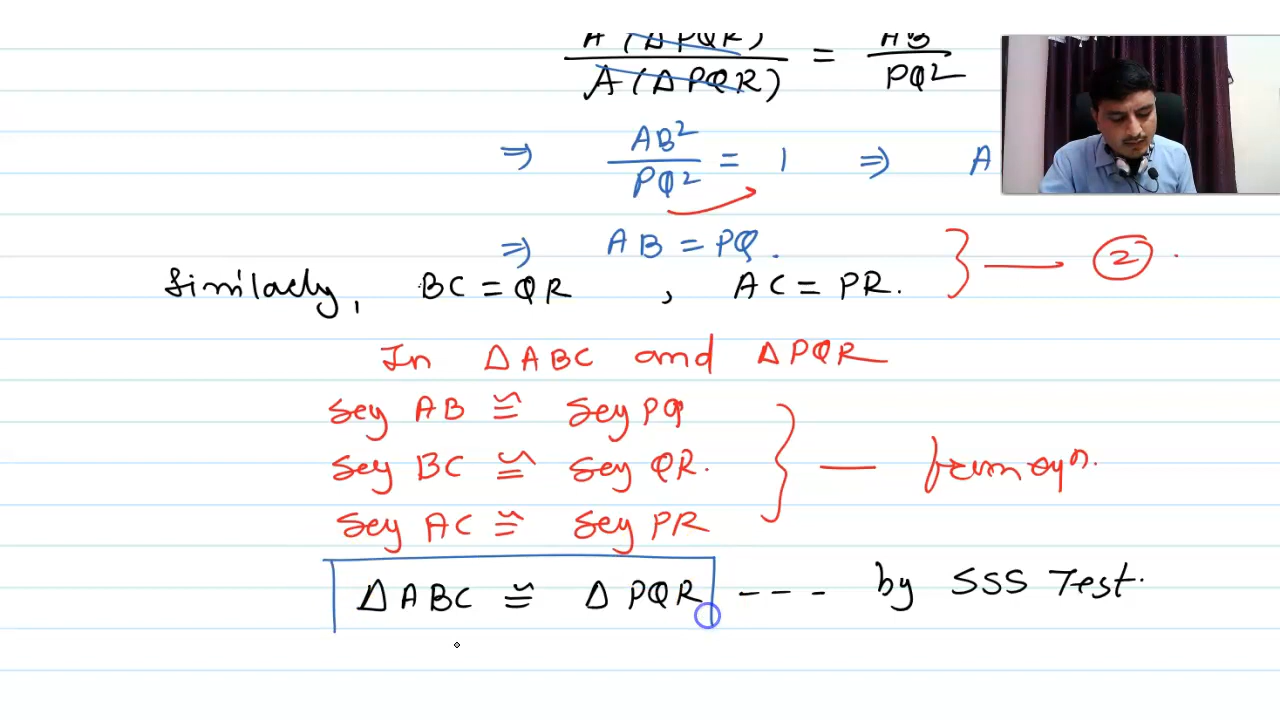 A(ΔPQR) / A(ΔPQR) = AB / PQ²
⇒ AB² / PQ² = 1 ⇒ A
⇒ AB = PQ.
Similarly, BC = QR , AC = PR. } — ②.
In ΔABC and ΔPQR
Seg AB ≅ Seg PQ
Seg BC ≅ Seg QR. } — from eqn.
Seg AC ≅ Seg PR
ΔABC ≅ ΔPQR - - - by SSS Test.